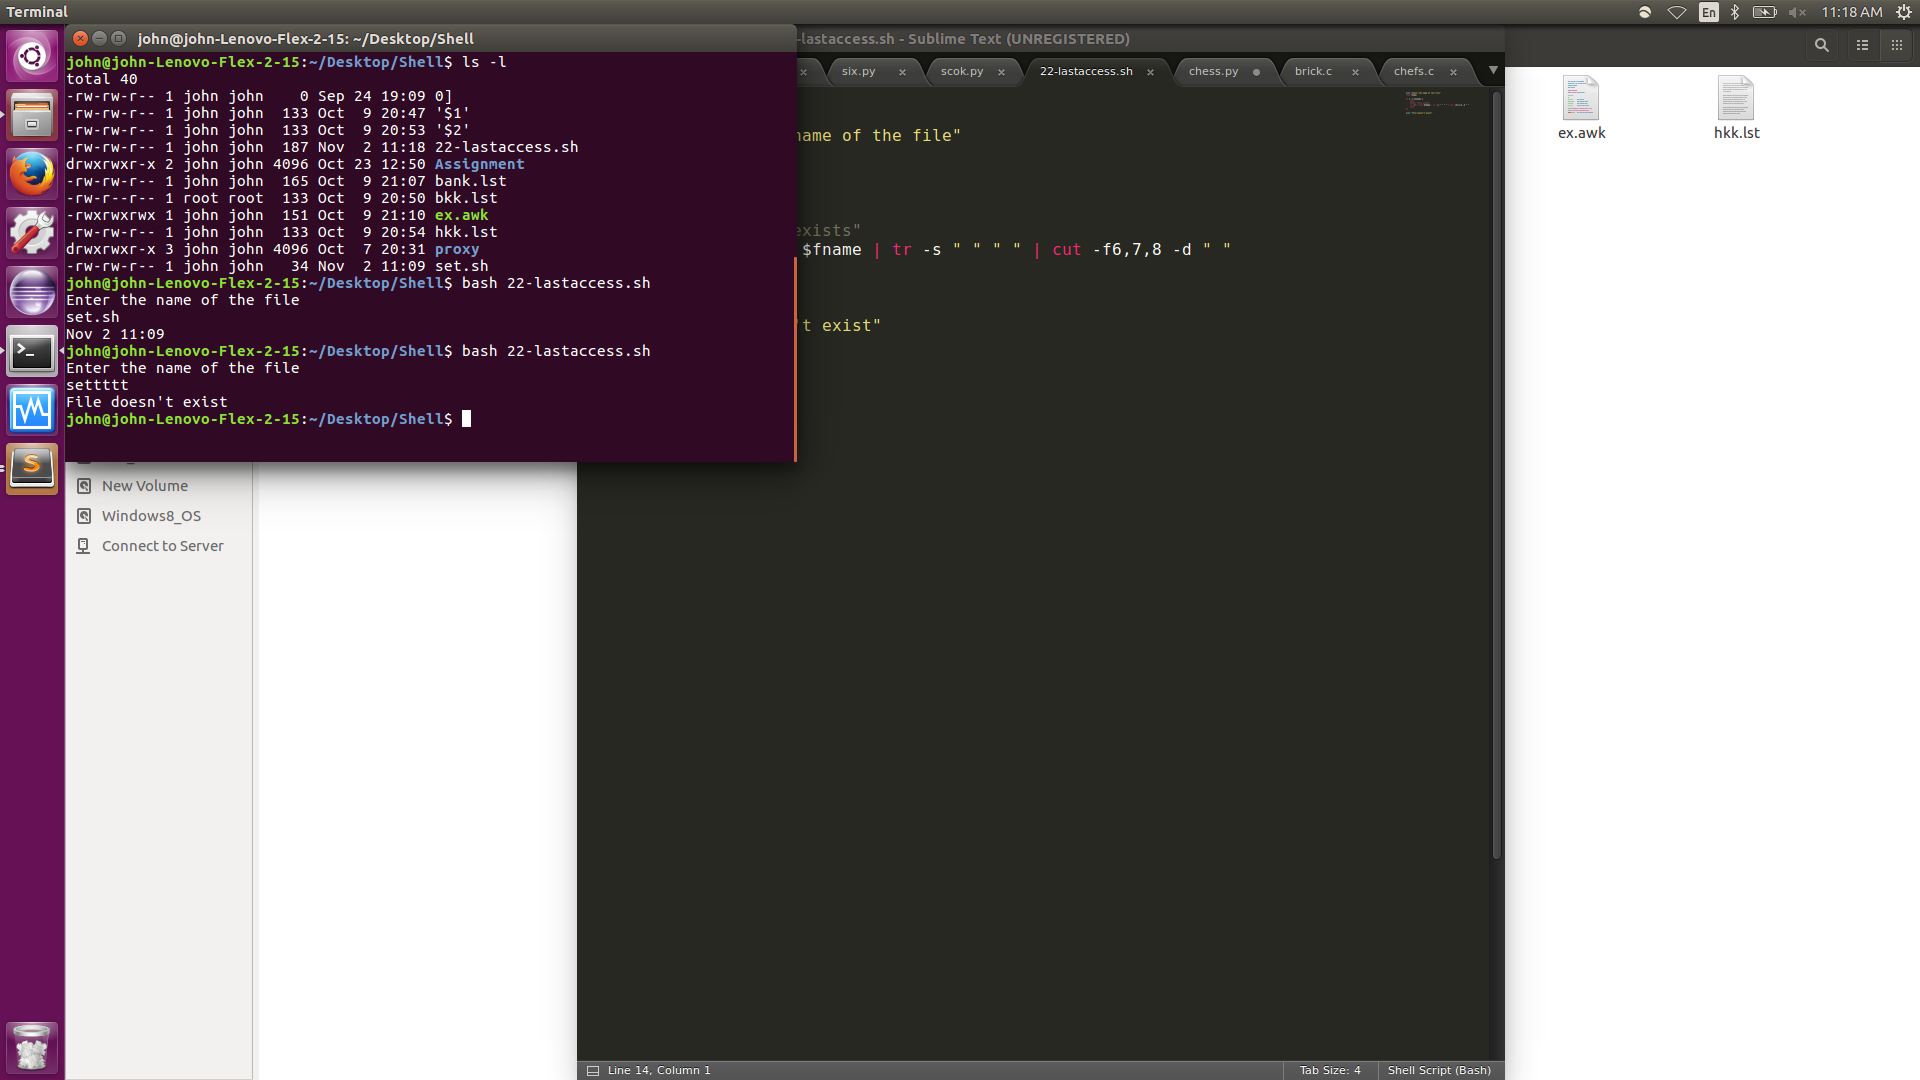 Terminal
En
11:18 AM
john@john-Lenovo-Flex-2-15: ~/Desktop/Shell
john@john-Lenovo-Flex-2-15:~/Desktop/Shell$ ls -l
total 40
-rw-rw-r-- 1 john john    0 Sep 24 19:09 0]
-rw-rw-r-- 1 john john  133 Oct  9 20:47 '$1'
-rw-rw-r-- 1 john john  133 Oct  9 20:53 '$2'
-rw-rw-r-- 1 john john  187 Nov  2 11:18 22-lastaccess.sh
drwxrwxr-x 2 john john 4096 Oct 23 12:50 Assignment
-rw-rw-r-- 1 john john  165 Oct  9 21:07 bank.lst
-rw-r--r-- 1 root root  133 Oct  9 20:50 bkk.lst
-rwxrwxrwx 1 john john  151 Oct  9 21:10 ex.awk
-rw-rw-r-- 1 john john  133 Oct  9 20:54 hkk.lst
drwxrwxr-x 3 john john 4096 Oct  7 20:31 proxy
-rw-rw-r-- 1 john john   34 Nov  2 11:09 set.sh
john@john-Lenovo-Flex-2-15:~/Desktop/Shell$ bash 22-lastaccess.sh
Enter the name of the file
set.sh
Nov 2 11:09
john@john-Lenovo-Flex-2-15:~/Desktop/Shell$ bash 22-lastaccess.sh
Enter the name of the file
settttt
File doesn't exist
john@john-Lenovo-Flex-2-15:~/Desktop/Shell$
New Volume
Windows8_OS
Connect to Server
-lastaccess.sh - Sublime Text (UNREGISTERED)
six.py
scok.py
22-lastaccess.sh
chess.py
brick.c
chefs.c
name of the file"
exists"
$fname | tr -s " " " " | cut -f6,7,8 -d " "
't exist"
Line 14, Column 1
Tab Size: 4
Shell Script (Bash)
ex.awk
hkk.lst